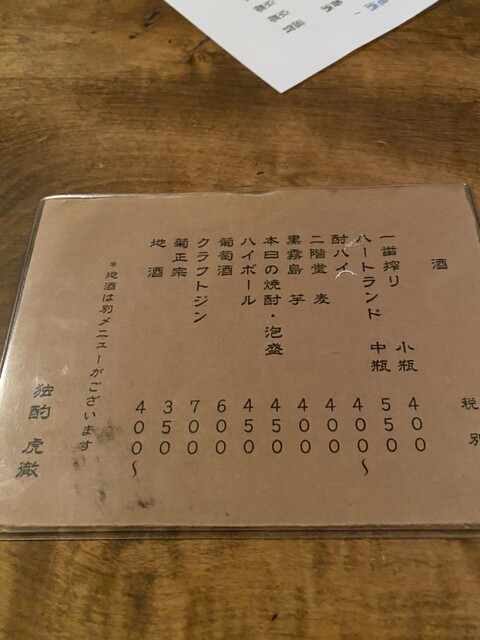 酒 税別
一番搾り 小瓶 400
ハートランド 中瓶 550
酎ハイ 400〜
二階堂 麦 400
黒霧島 芋 400
本日の焼酎・泡盛 450
ハイボール 450
葡萄酒 600
クラフトジン 700
菊正宗 350
地酒 400〜
*地酒は別メニューがございます
独酌 虎徹